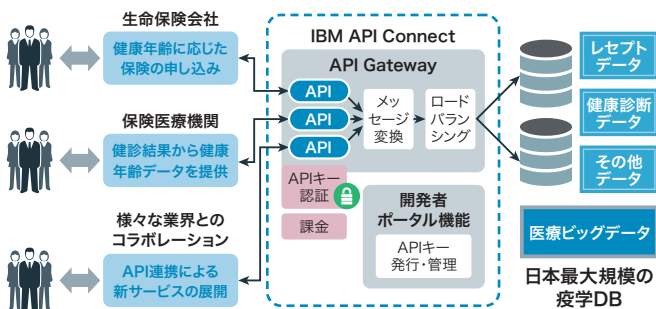 生命保険会社
健康年齢に応じた
保険の申し込み
保険医療機関
健診結果から健康
年齢データを提供
様々な業界との
コラボレーション
API連携による
新サービスの展開
IBM API Connect
API Gateway
API
API
API
メッ
セージ
変換
ロード
バラン
シング
APIキー
認証
課金
開発者
ポータル機能
APIキー
発行・管理
レセプト
データ
健康診断
データ
その他
データ
医療ビッグデータ
日本最大規模の
疫学DB